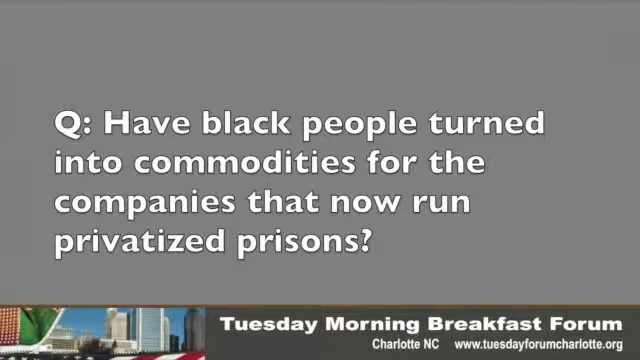 Q: Have black people turned
into commodities for the
companies that now run
privatized prisons?
Tuesday Morning Breakfast Forum
Charlotte NC www.tuesdayforumcharlotte.org